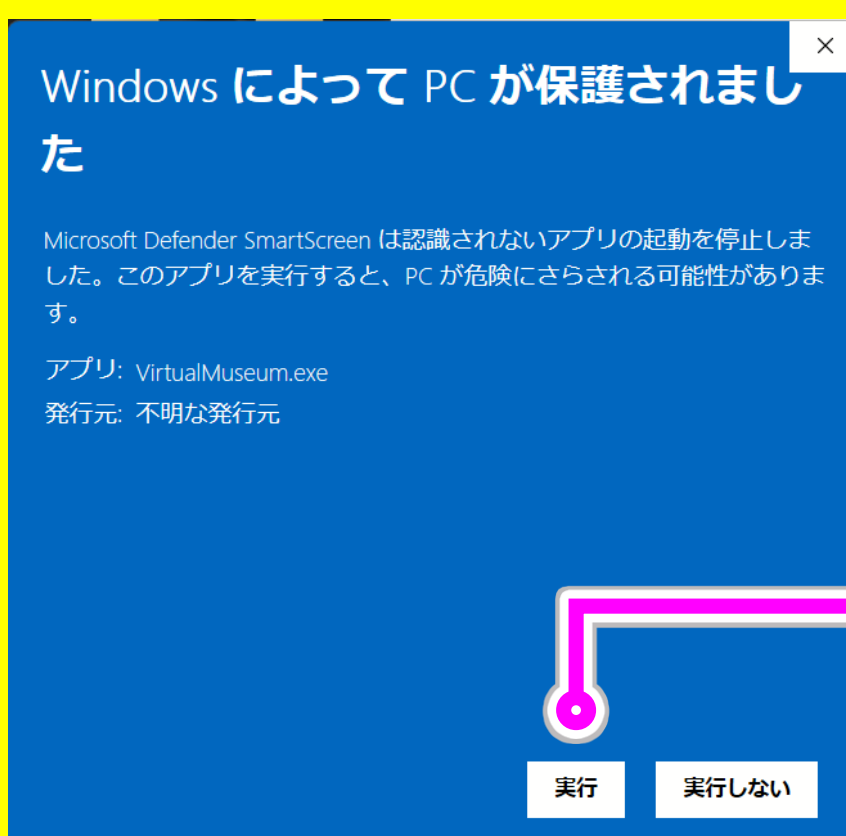 Windows によって PC が保護されまし
た
Microsoft Defender SmartScreen は認識されないアプリの起動を停止しま
した。このアプリを実行すると、PC が危険にさらされる可能性がありま
す。
アプリ: VirtualMuseum.exe
発行元: 不明な発行元
実行 実行しない